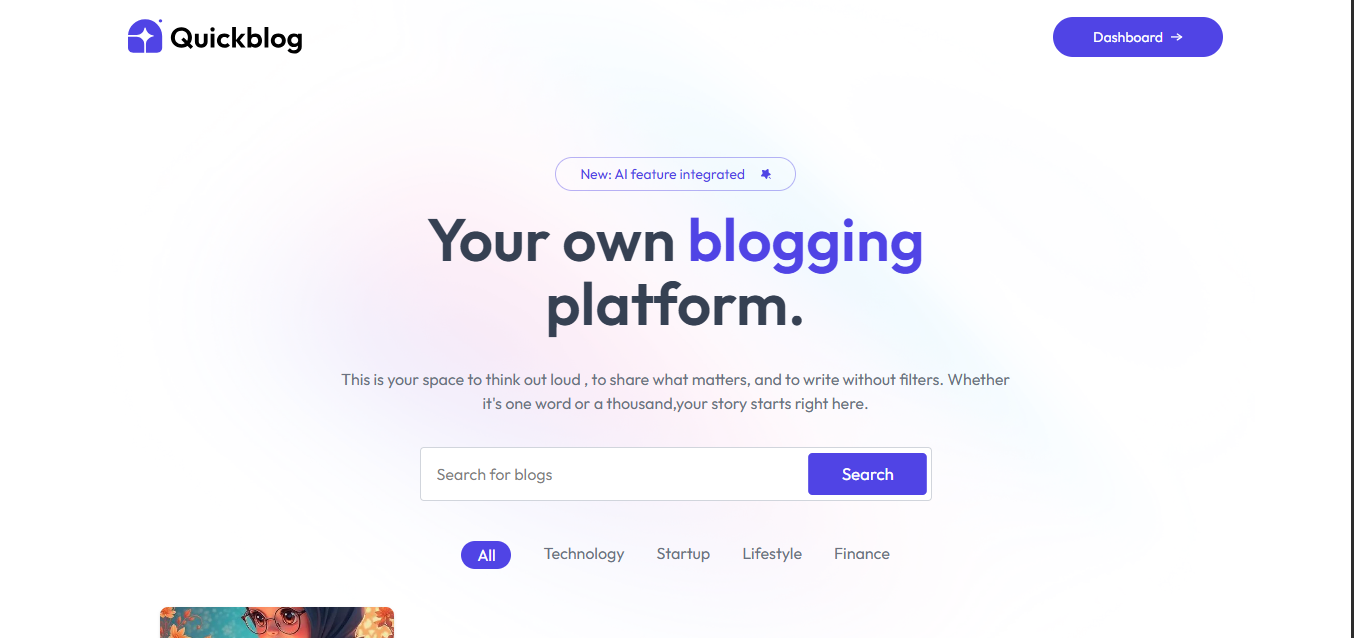 Quickblog
Dashboard →
New: AI feature integrated
Your own blogging
platform.
This is your space to think out loud , to share what matters, and to write without filters. Whether
it's one word or a thousand,your story starts right here.
Search for blogs
Search
All Technology Startup Lifestyle Finance